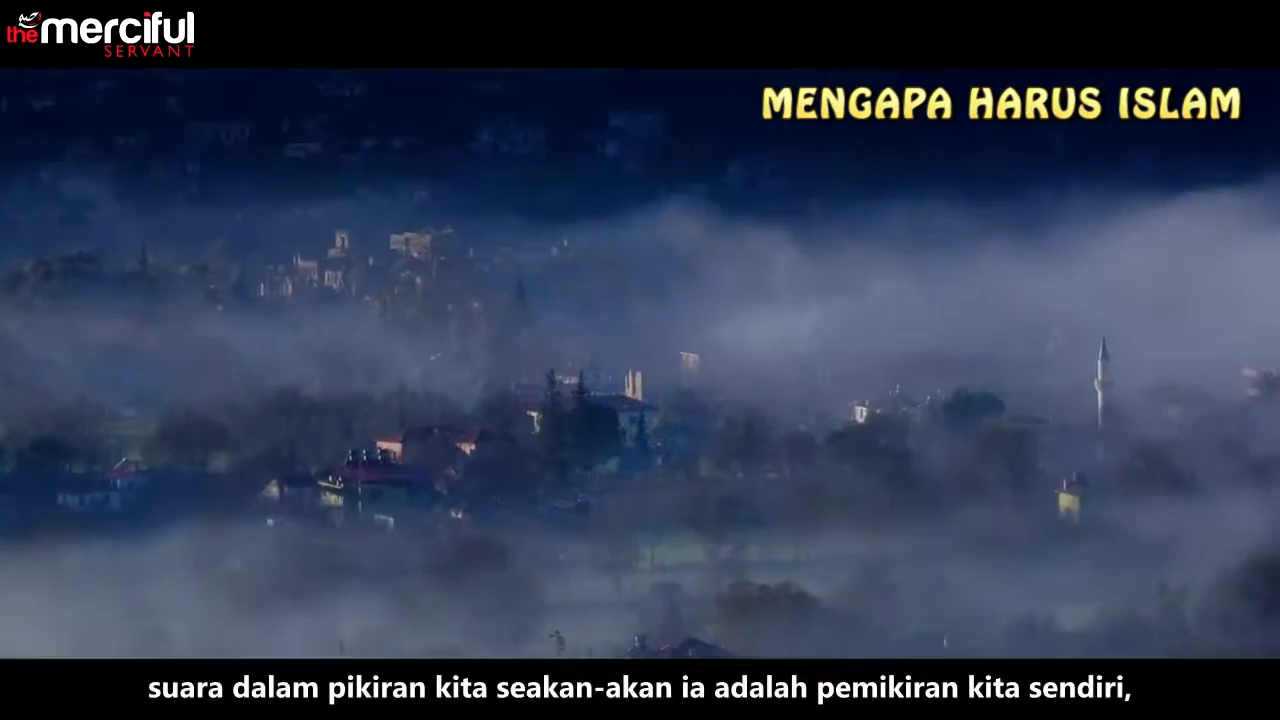 the merciful
SERVANT
MENGAPA HARUS ISLAM
suara dalam pikiran kita seakan-akan ia adalah pemikiran kita sendiri,